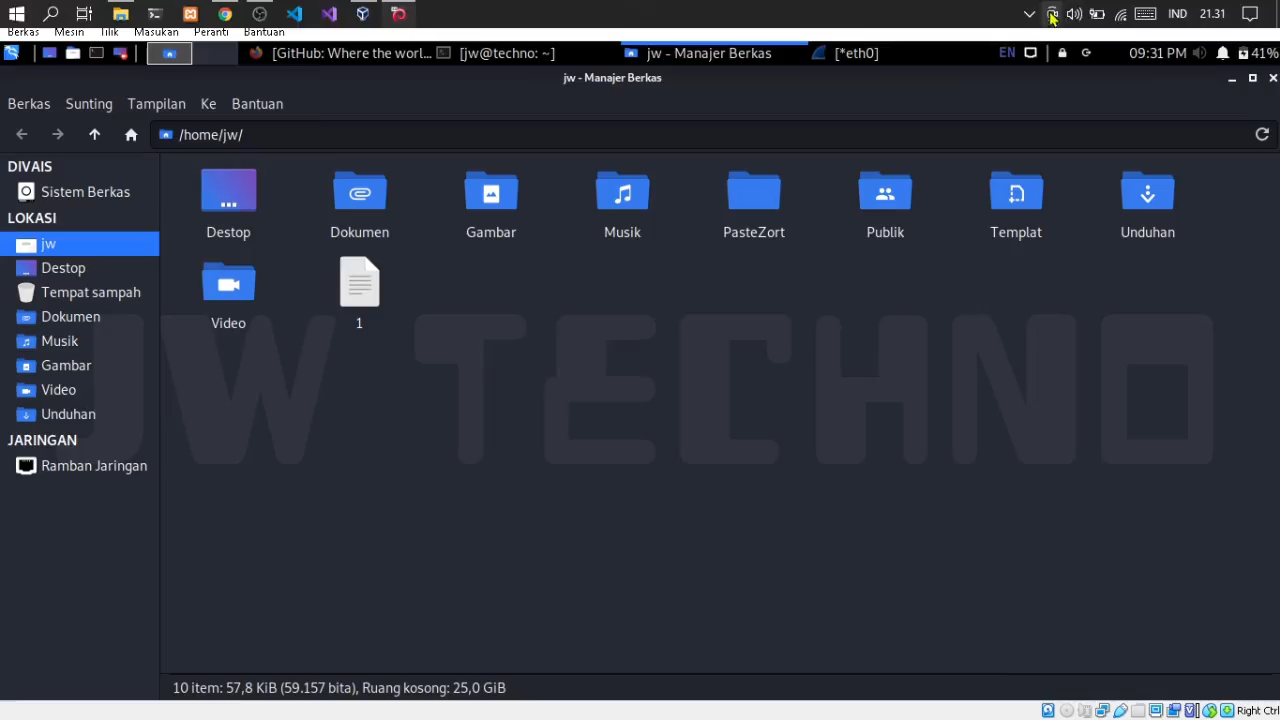 IND 21.31
Berkas Mesin Tilik Masukan Peranti Bantuan
[GitHub: Where the worl... [jw@techno: ~] jw - Manajer Berkas [*eth0] EN 09:31 PM 41%
jw - Manajer Berkas
Berkas Sunting Tampilan Ke Bantuan
/home/jw/
DIVAIS
Sistem Berkas
LOKASI
jw
Destop
Tempat sampah
Dokumen
Musik
Gambar
Video
Unduhan
JARINGAN
Ramban Jaringan
Destop Dokumen Gambar Musik PasteZort Publik Templat Unduhan
Video 1
JW TECHNO
10 item: 57,8 KiB (59.157 bita), Ruang kosong: 25,0 GiB
Right Ctrl